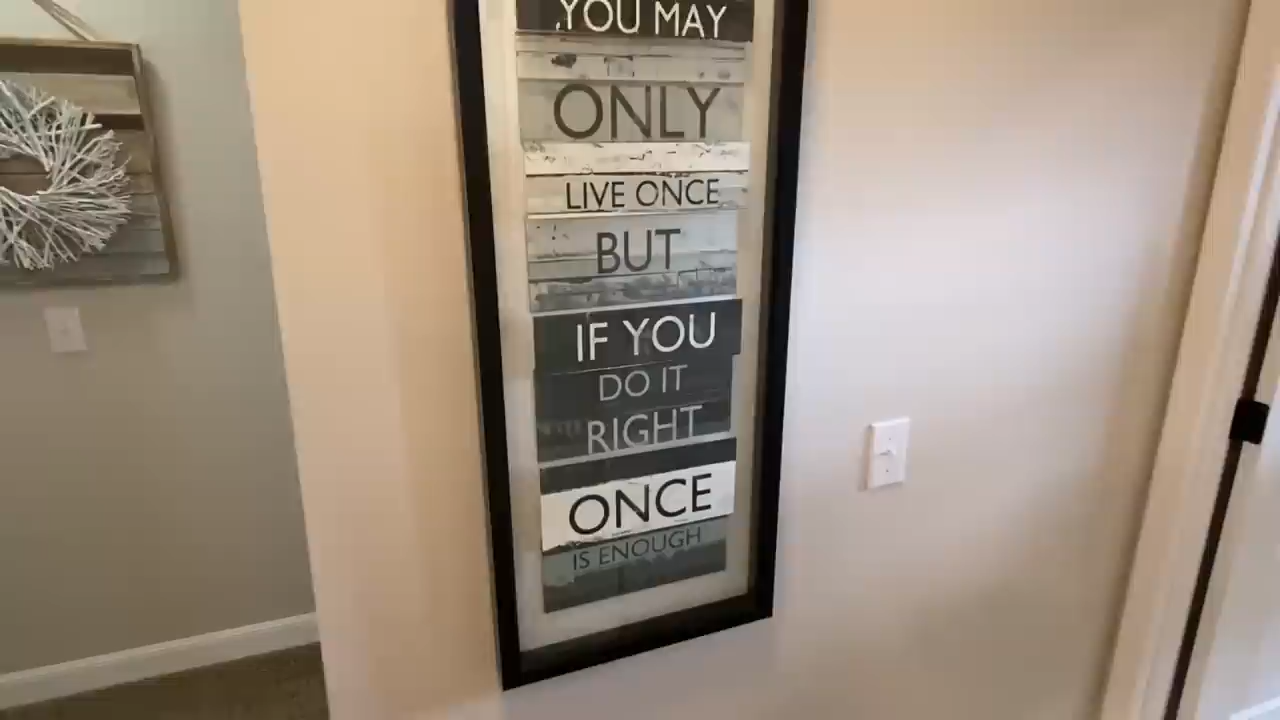 YOU MAY
ONLY
LIVE ONCE
BUT
IF YOU
DO IT
RIGHT
ONCE
IS ENOUGH